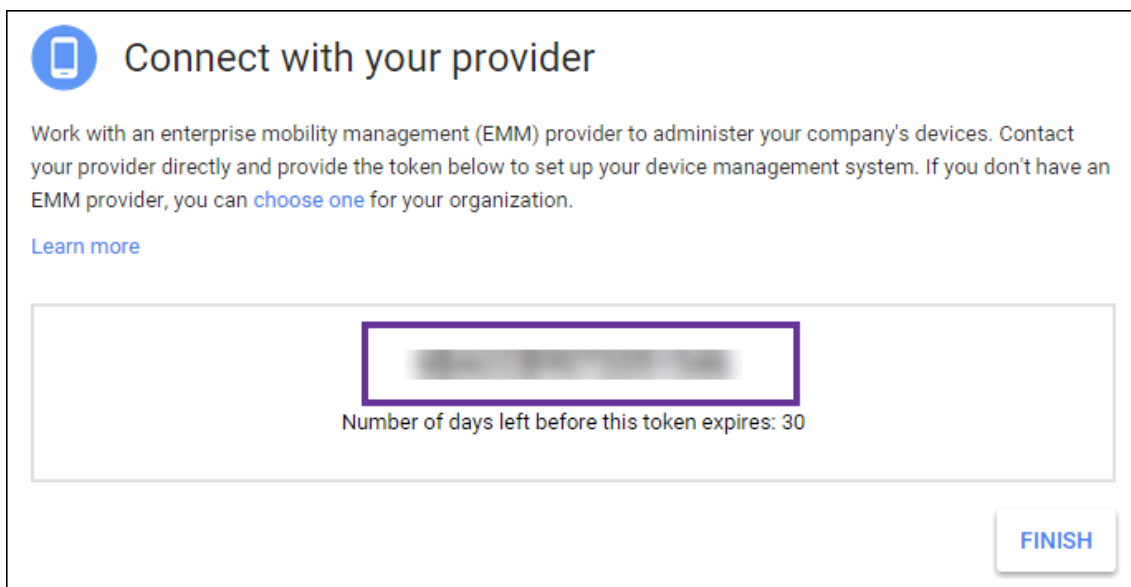 Connect with your provider
Work with an enterprise mobility management (EMM) provider to administer your company's devices. Contact
your provider directly and provide the token below to set up your device management system. If you don't have an
EMM provider, you can choose one for your organization.
Learn more
Number of days left before this token expires: 30
FINISH